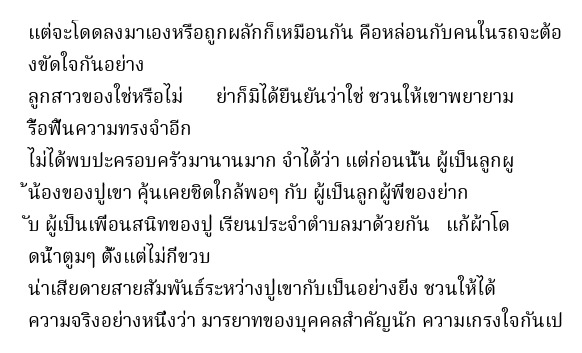 แต่จะโดดลงมาเองหรือถูกผลักก็เหมือนกัน คือหล่อนกับคนในรถจะต้อ
งขัดใจกันอย่าง
ลูกสาวของใช่หรือไม่ ย่าก็มิได้ยืนยันว่าใช่ ชวนให้เขาพยายาม
รื้อฟื้นความทรงจำอีก
ไม่ได้พบปะครอบครัวมานานมาก จำได้ว่า แต่ก่อนนั้น ผู้เป็นลูกผู
้น้องของปู่เขา คุ้นเคยชิดใกล้พอๆ กับ ผู้เป็นลูกผู้พี่ของย่าก
ับ ผู้เป็นเพื่อนสนิทของปู่ เรียนประจำตำบลมาด้วยกัน แก้ผ้าโด
ดน้ำตูมๆ ตั้งแต่ไม่กี่ขวบ
น่าเสียดายสายสัมพันธ์ระหว่างปู่เขากับเป็นอย่างยิ่ง ชวนให้ได้
ความจริงอย่างหนึ่งว่า มารยาทของบุคคลสำคัญนัก ความเกรงใจกันเป